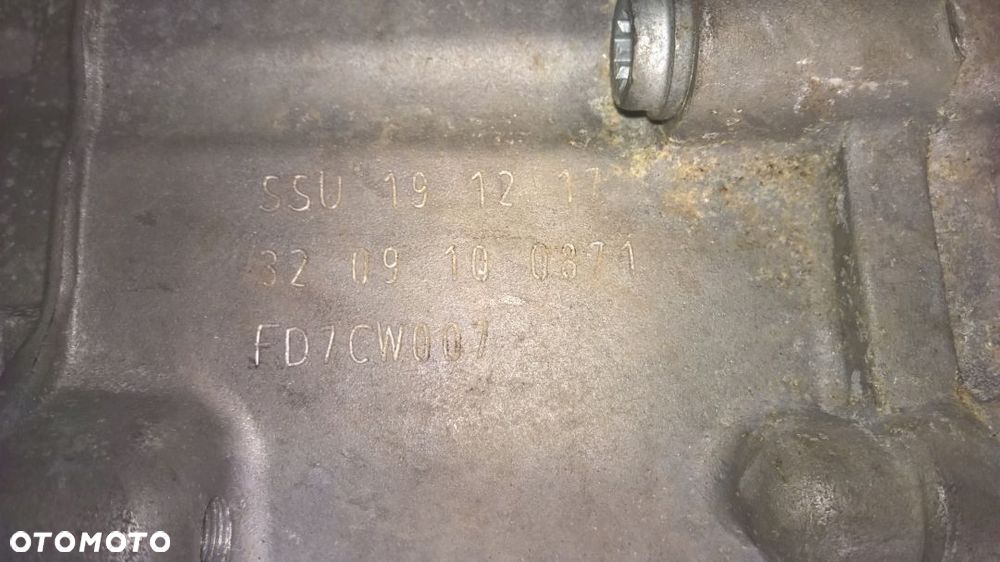 SSU 19 12 17
32 09 10 0871
FD7CW007
OTOMOTO